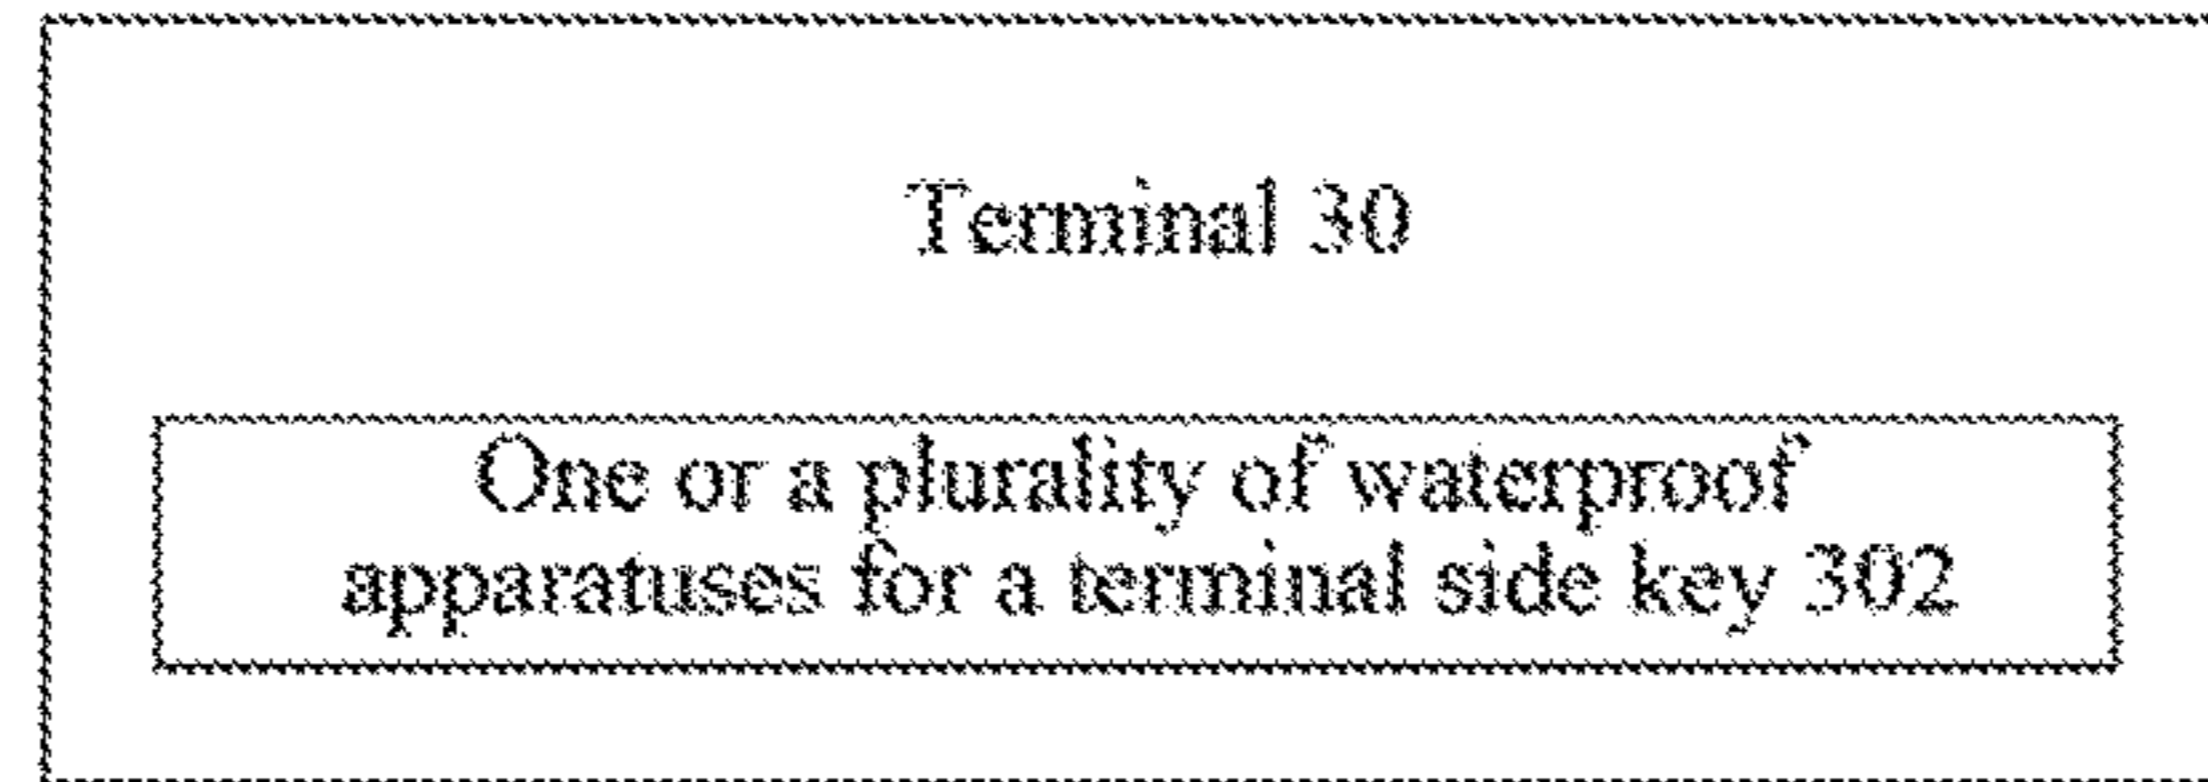 Terminal 30
One or a plurality of waterproof
apparatuses for a terminal side key 302